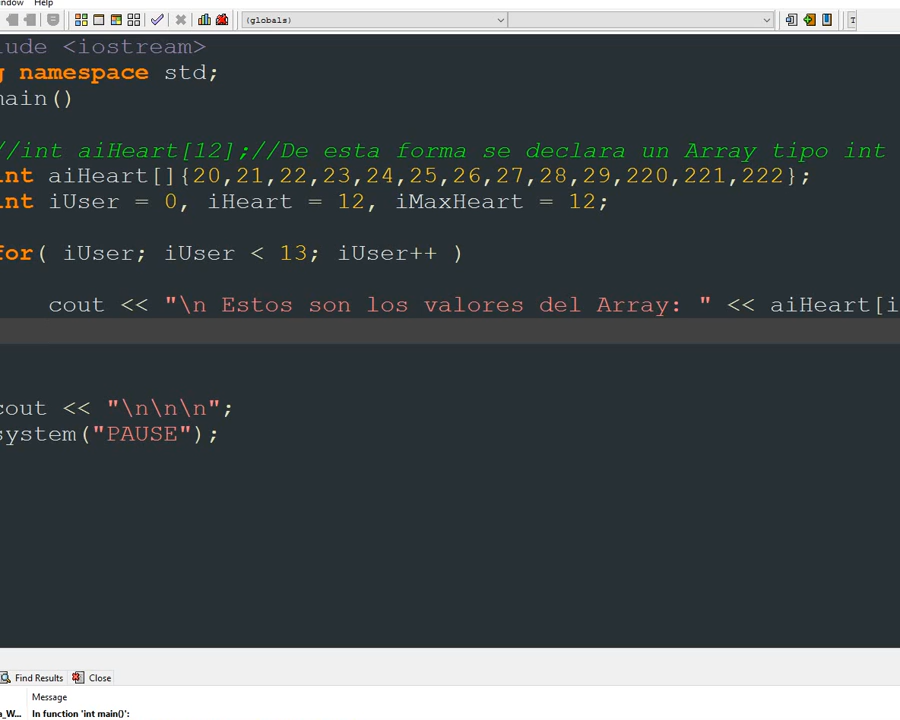 Help
(globals)
<iostream>
namespace std;
main()
//int aiHeart[12];//De esta forma se declara un Array tipo int
int aiHeart[]{20,21,22,23,24,25,26,27,28,29,220,221,222};
int iUser = 0, iHeart = 12, iMaxHeart = 12;
for( iUser; iUser < 13; iUser++ )
cout << "\n Estos son los valores del Array: " << aiHeart[i
cout << "\n\n\n";
system("PAUSE");
Find Results Close
Message
In function 'int main()':